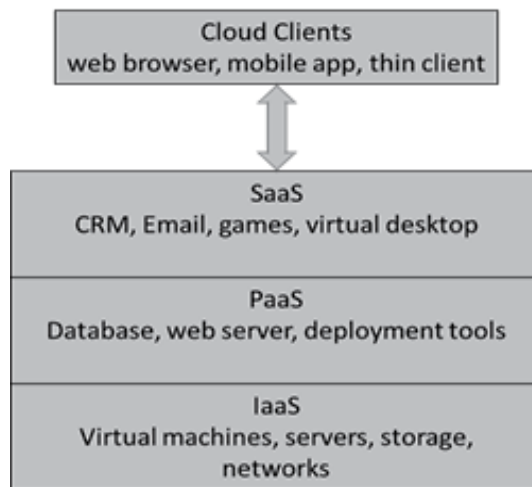 Cloud Clients
web browser, mobile app, thin client
SaaS
CRM, Email, games, virtual desktop
PaaS
Database, web server, deployment tools
IaaS
Virtual machines, servers, storage,
networks